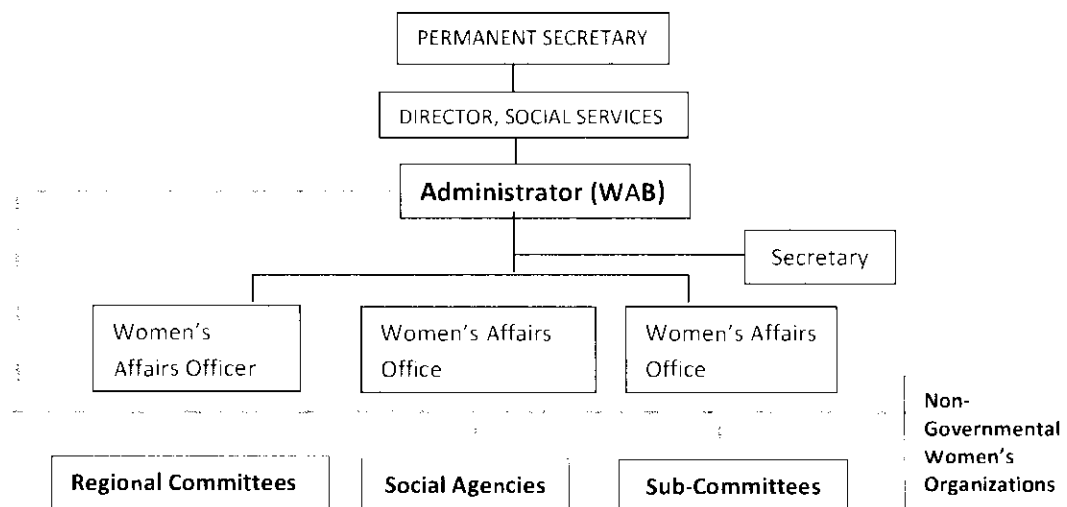 PERMANENT SECRETARY
DIRECTOR, SOCIAL SERVICES
Administrator (WAB)
Secretary
Women's
Affairs Officer
Women's Affairs
Office
Women's Affairs
Office
Non-
Governmental
Women's
Organizations
Regional Committees
Social Agencies
Sub-Committees